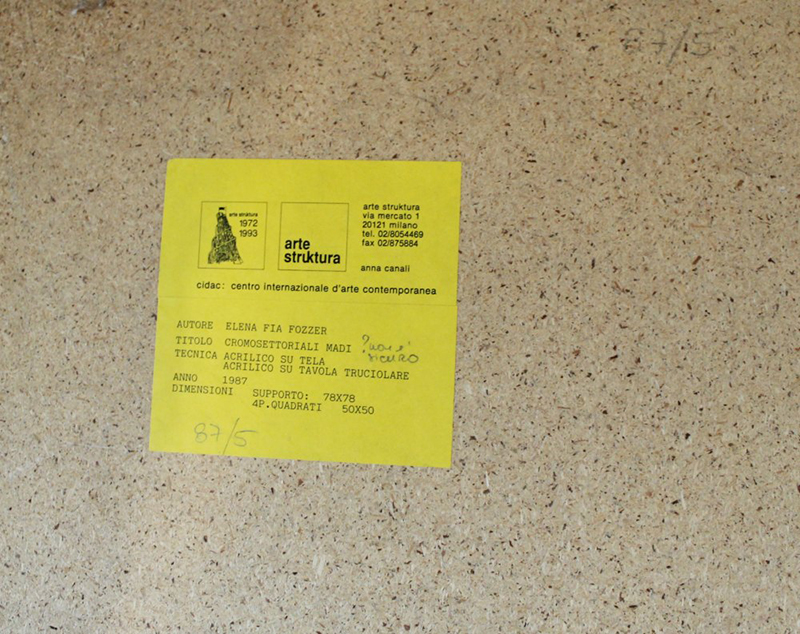 87/5
arte struktura
1972
1993
arte
struktura
arte struktura
via mercato 1
20121 milano
tel. 02/8054469
fax 02/875884
anna canali
cidac: centro internazionale d'arte contemporanea
AUTORE ELENA FIA FOZZER
TITOLO CROMOSETTORIALI MADI ? non è
sicuro
TECNICA ACRILICO SU TELA
ACRILICO SU TAVOLA TRUCIOLARE
ANNO 1987
DIMENSIONI SUPPORTO: 78X78
4P.QUADRATI 50X50
87/5